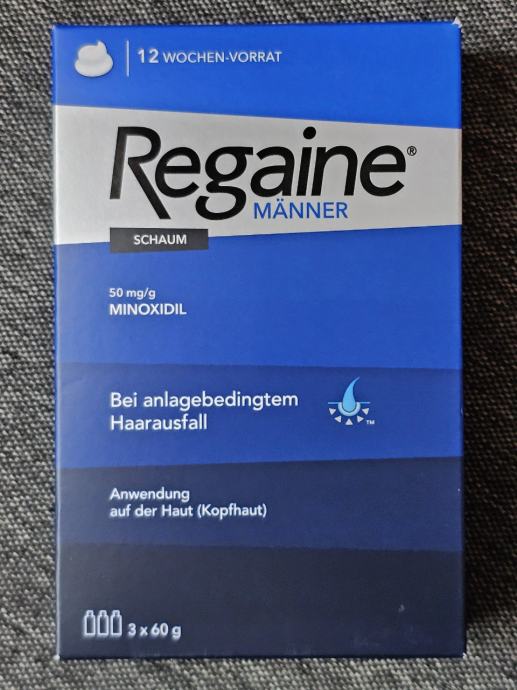 12 WOCHEN-VORRAT
Regaine®
MÄNNER
SCHAUM
50 mg/g
MINOXIDIL
Bei anlagebedingtem
Haarausfall
TM
Anwendung
auf der Haut (Kopfhaut)
3 x 60 g